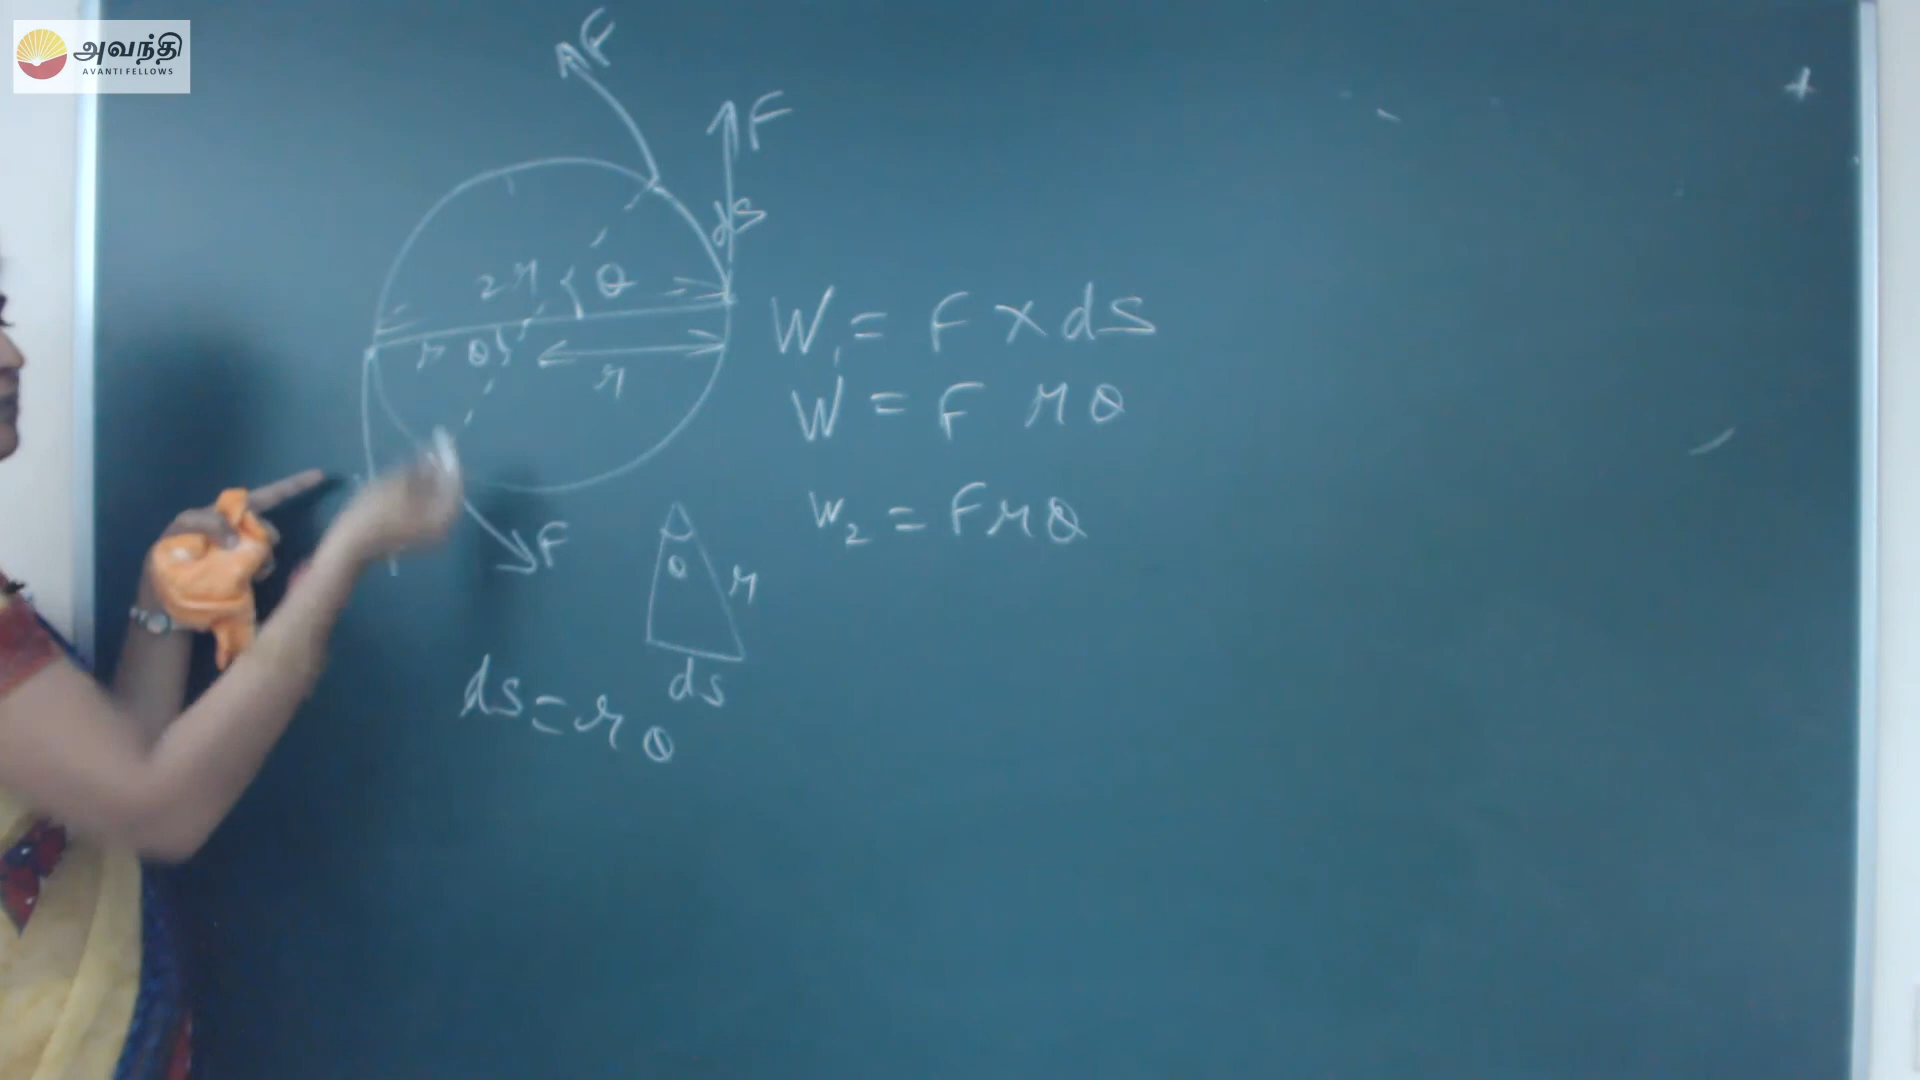 அவந்தி
AVANTI FELLOWS
F
F
ds
2r θ
r θ
r
W₁ = F × ds
W = F r θ
W₂ = F r θ
F
θ
r
ds
ds = r θ